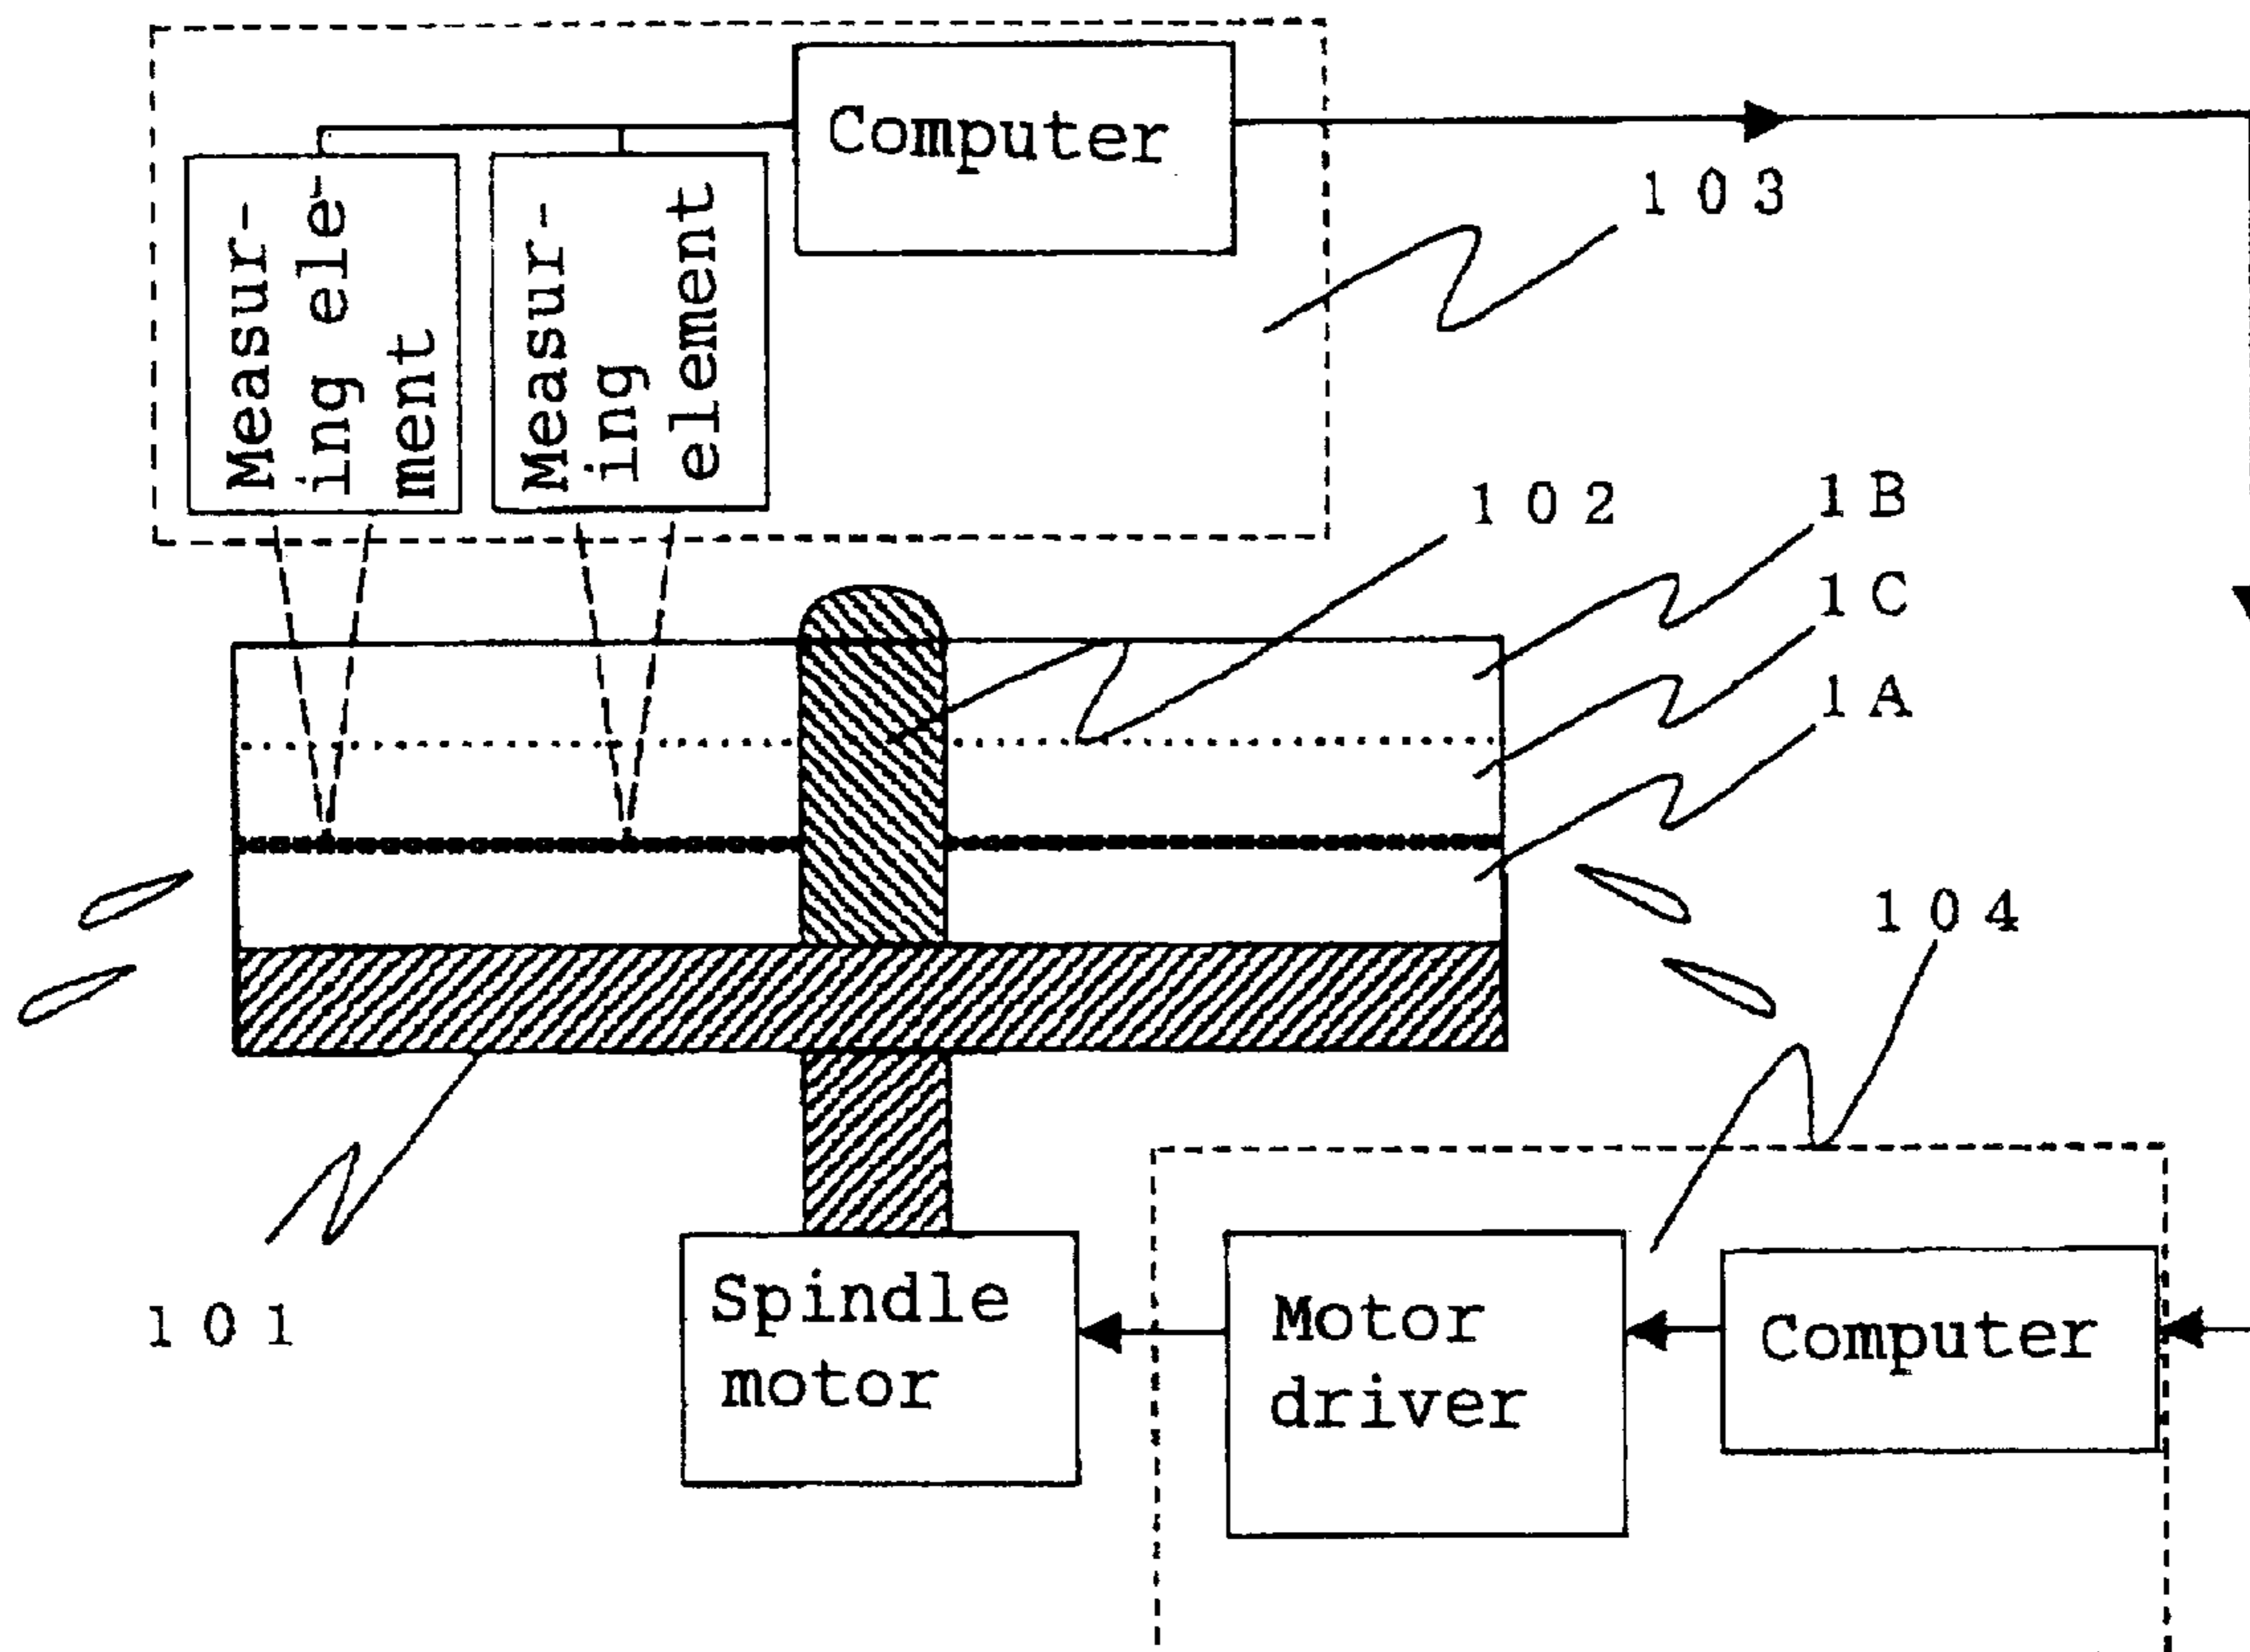 Computer
Measur-
ing ele-
ment
Measur-
ing
element
103
102
1B
1C
1A
104
101
Spindle
motor
Motor
driver
Computer